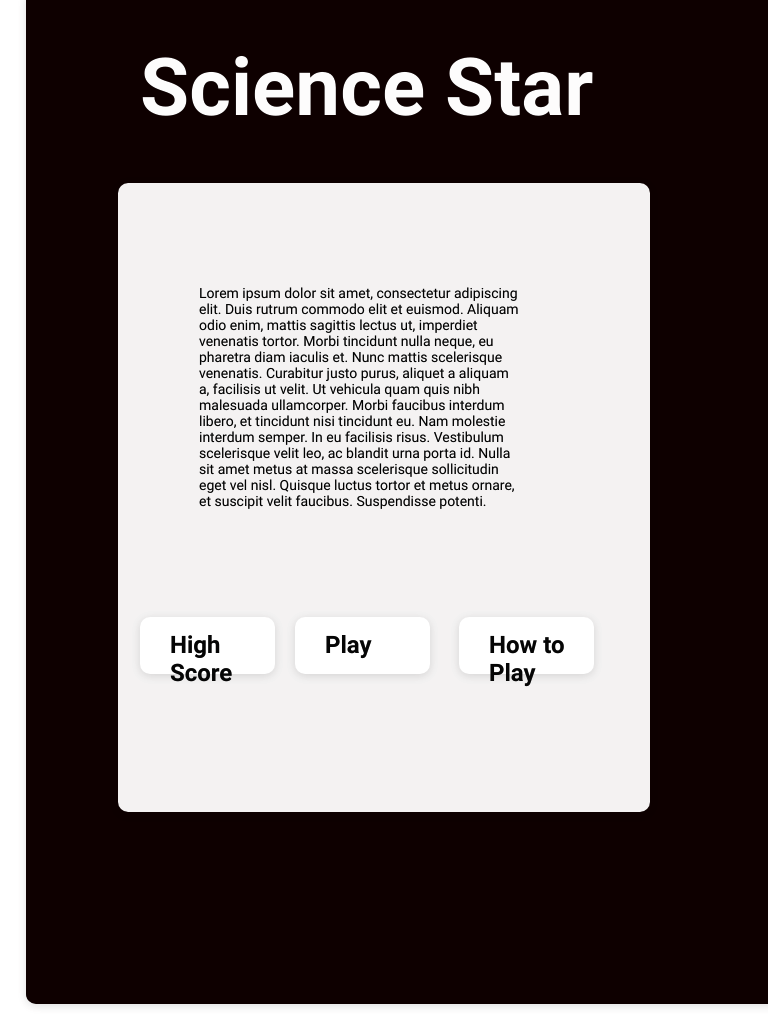 Science Star
Lorem ipsum dolor sit amet, consectetur adipiscing
elit. Duis rutrum commodo elit et euismod. Aliquam
odio enim, mattis sagittis lectus ut, imperdiet
venenatis tortor. Morbi tincidunt nulla neque, eu
pharetra diam iaculis et. Nunc mattis scelerisque
venenatis. Curabitur justo purus, aliquet a aliquam
a, facilisis ut velit. Ut vehicula quam quis nibh
malesuada ullamcorper. Morbi faucibus interdum
libero, et tincidunt nisi tincidunt eu. Nam molestie
interdum semper. In eu facilisis risus. Vestibulum
scelerisque velit leo, ac blandit urna porta id. Nulla
sit amet metus at massa scelerisque sollicitudin
eget vel nisl. Quisque luctus tortor et metus ornare,
et suscipit velit faucibus. Suspendisse potenti.
High
Score
Play
How to
Play